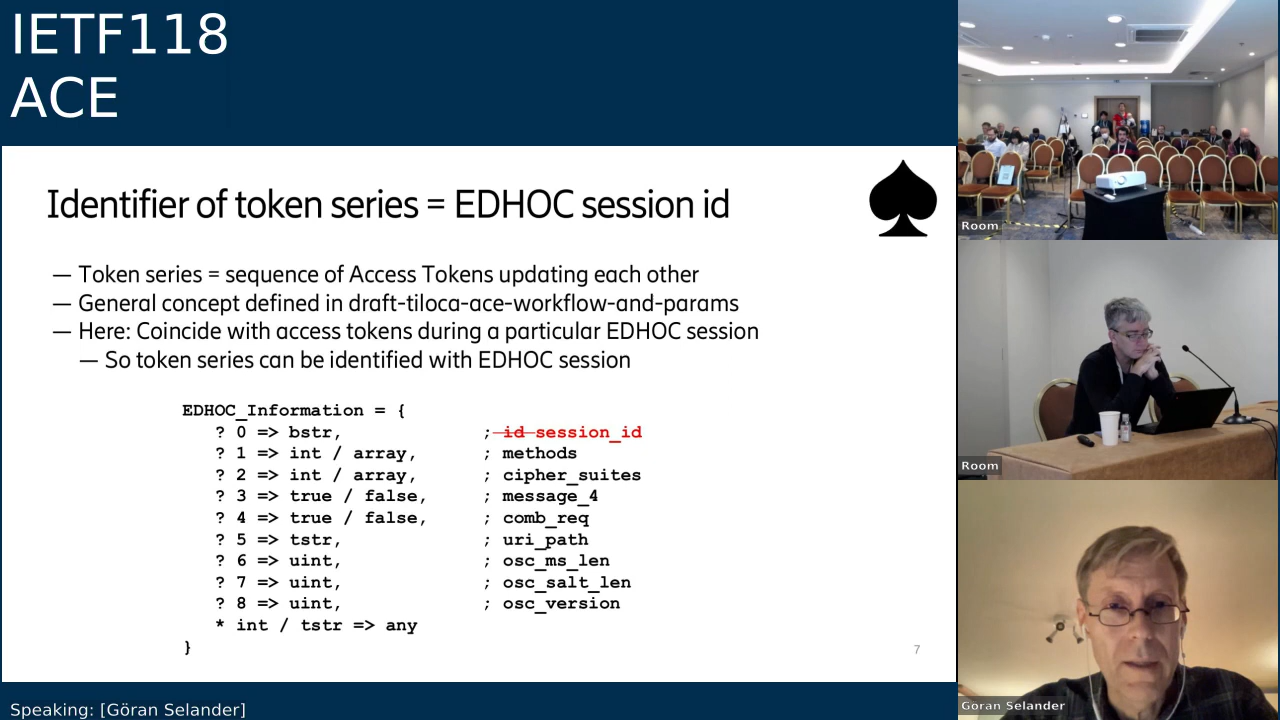 IETF118
ACE
Identifier of token series = EDHOC session id
— Token series = sequence of Access Tokens updating each other
— General concept defined in draft-tiloca-ace-workflow-and-params
— Here: Coincide with access tokens during a particular EDHOC session
— So token series can be identified with EDHOC session
EDHOC_Information = {
? 0 => bstr, ; id session_id
? 1 => int / array, ; methods
? 2 => int / array, ; cipher_suites
? 3 => true / false, ; message_4
? 4 => true / false, ; comb_req
? 5 => tstr, ; uri_path
? 6 => uint, ; osc_ms_len
? 7 => uint, ; osc_salt_len
? 8 => uint, ; osc_version
* int / tstr => any
}
7
Speaking: [Göran Selander]
Room
Room
Göran Selander